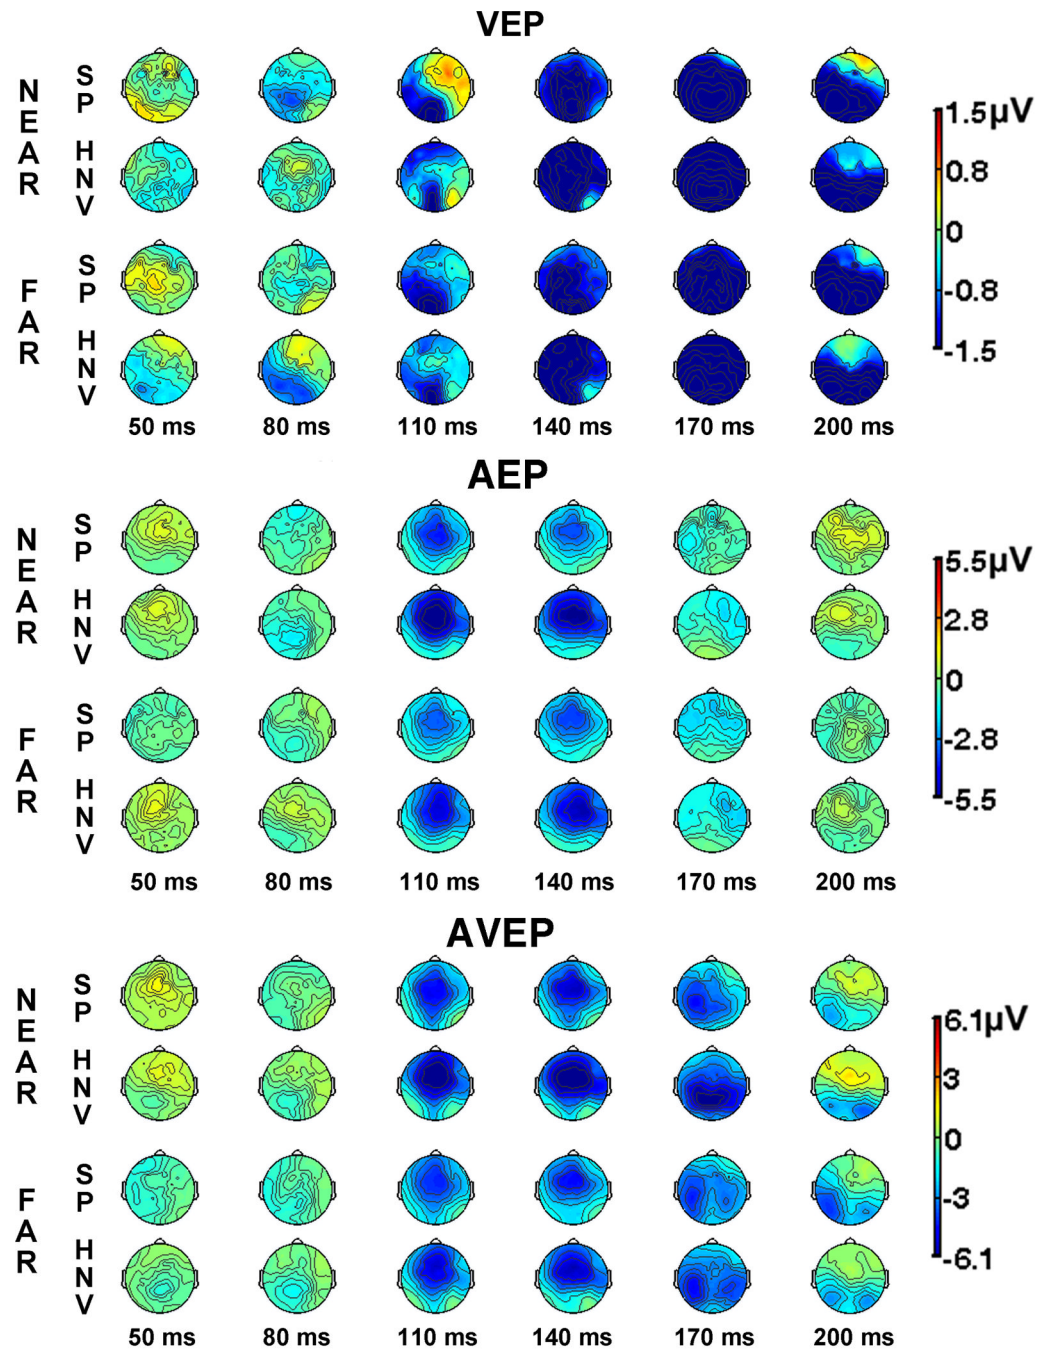 VEP
NEAR
SP
HNV
FAR
SP
HNV
1.5µV
0.8
0
-0.8
-1.5
50 ms 80 ms 110 ms 140 ms 170 ms 200 ms
AEP
NEAR
SP
HNV
FAR
SP
HNV
5.5µV
2.8
0
-2.8
-5.5
50 ms 80 ms 110 ms 140 ms 170 ms 200 ms
AVEP
NEAR
SP
HNV
FAR
SP
HNV
6.1µV
3
0
-3
-6.1
50 ms 80 ms 110 ms 140 ms 170 ms 200 ms